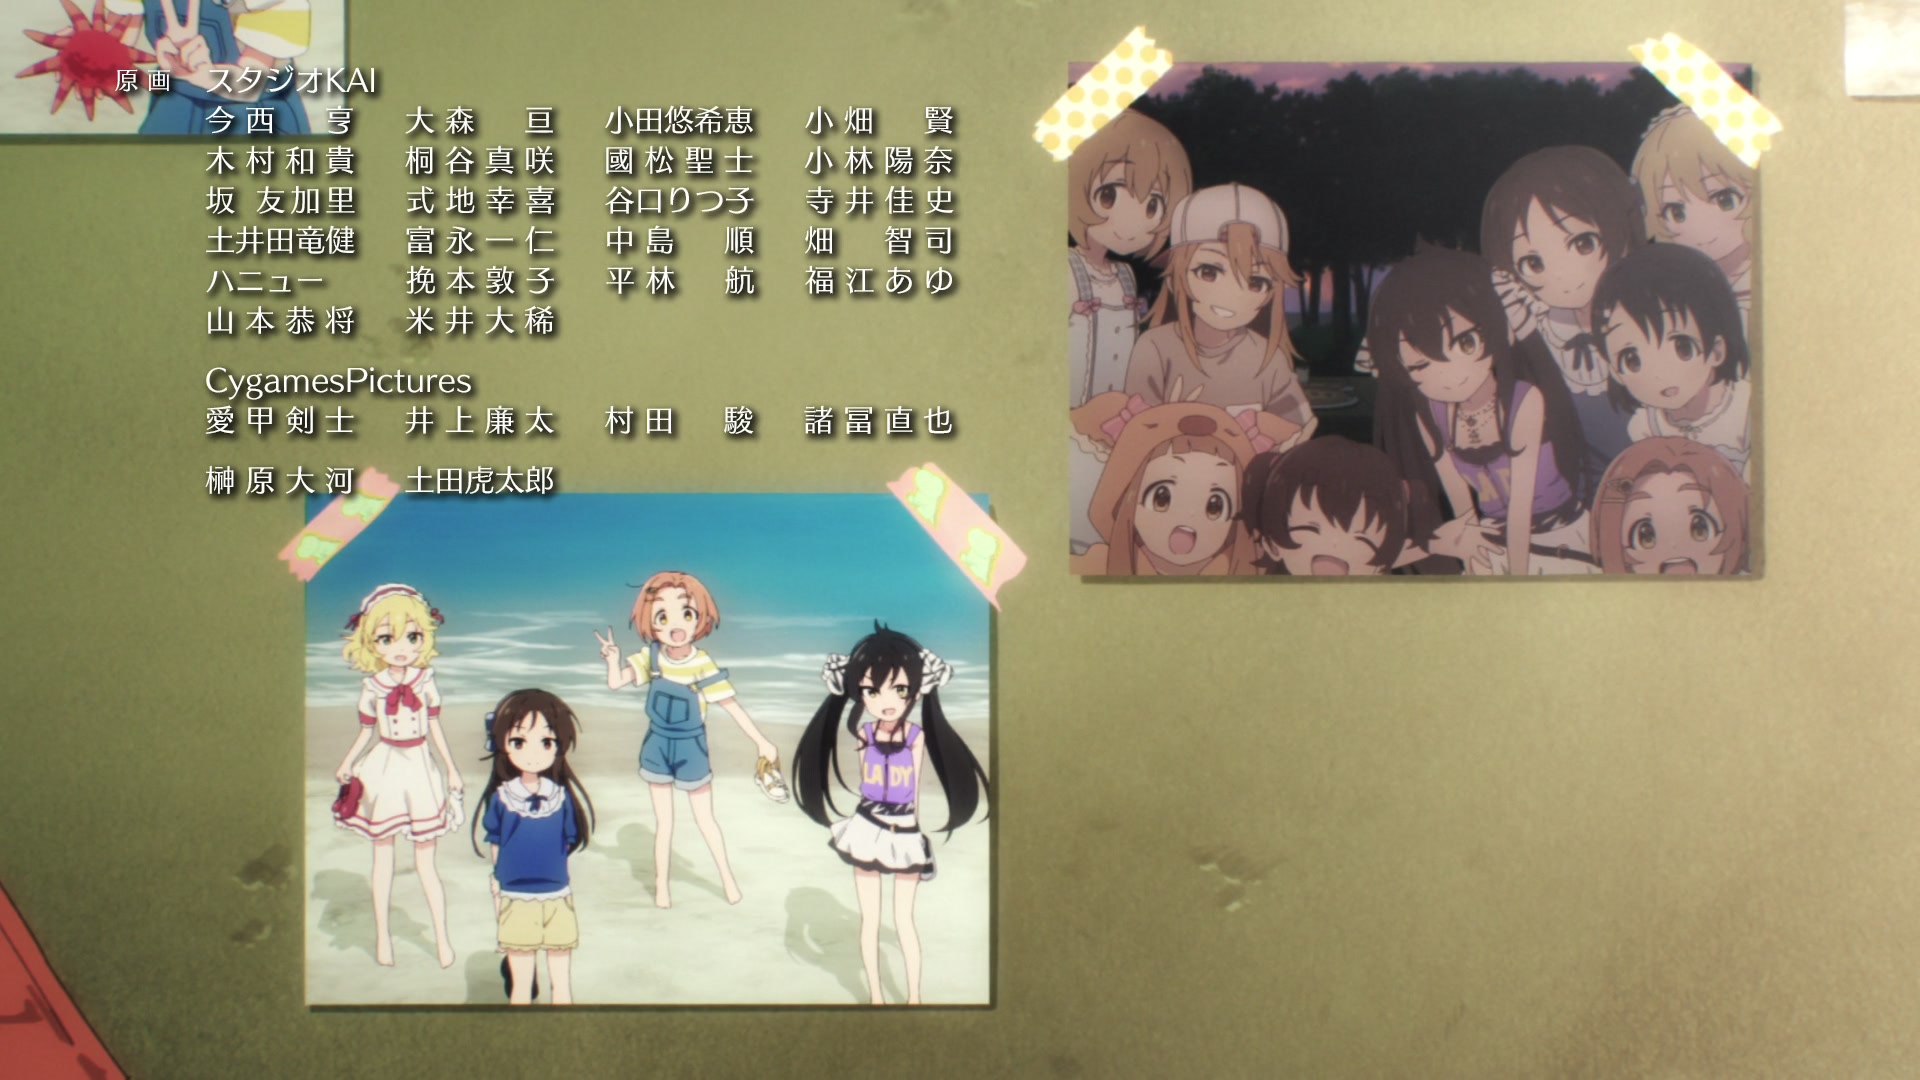 原画 スタジオKAI
今西 亨 大森 亘 小田悠希恵 小畑 賢
木村和貴 桐谷真咲 國松聖士 小林陽奈
坂 友加里 式地幸喜 谷口りつ子 寺井佳史
土井田竜健 富永一仁 中島 順 畑 智司
ハニュー 挽本敦子 平林 航 福江あゆ
山本恭将 米井大稀
CygamesPictures
愛甲剣士 井上廉太 村田 駿 諸冨直也
榊原大河 土田虎太郎
LADY